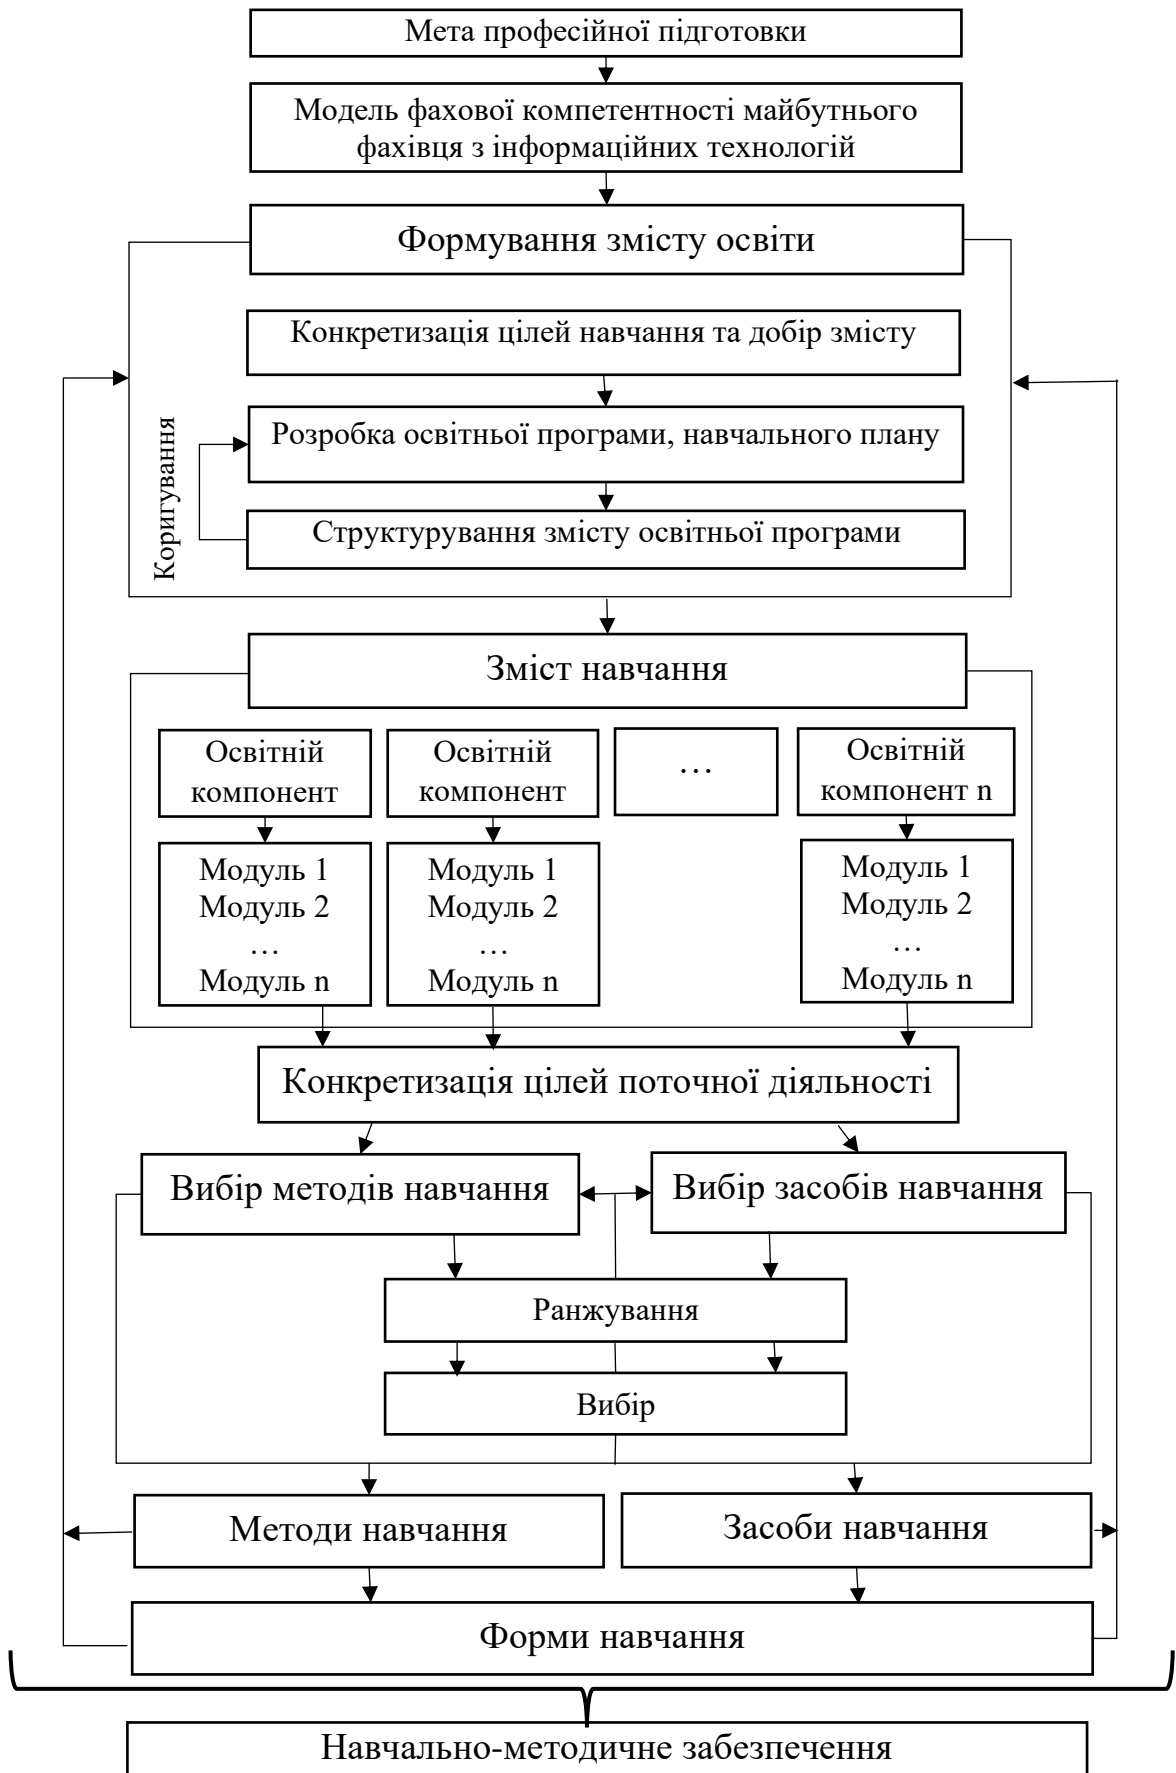 Мета професійної підготовки
Модель фахової компетентності майбутнього
фахівця з інформаційних технологій
Формування змісту освіти
Конкретизація цілей навчання та добір змісту
Розробка освітньої програми, навчального плану
Коригування
Структурування змісту освітньої програми
Зміст навчання
Освітній
компонент
Освітній
компонент
…
Освітній
компонент n
Модуль 1
Модуль 2
…
Модуль n
Модуль 1
Модуль 2
…
Модуль n
Модуль 1
Модуль 2
…
Модуль n
Конкретизація цілей поточної діяльності
Вибір методів навчання
Вибір засобів навчання
Ранжування
Вибір
Методи навчання
Засоби навчання
Форми навчання
Навчально-методичне забезпечення